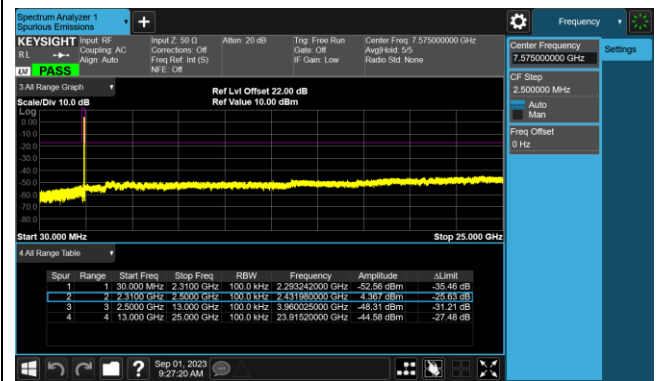 Spectrum Analyzer 1
Spurious Emissions
Frequency
KEYSIGHT Input: RF Input Z: 50 Ω Atten: 20 dB Trig: Free Run Center Freq: 7.575000000 GHz
RL Coupling: AC Corrections: Off Gate: Off Avg|Hold: 5/5
Align: Auto Freq Ref: Int (S) IF Gain: Low Radio Std: None
LW PASS NFE: Off
Center Frequency
7.575000000 GHz
Settings
CF Step
2.500000 MHz
Auto
Man
Freq Offset
0 Hz
3 All Range Graph
Ref Lvl Offset 22.00 dB
Scale/Div 10.0 dB Ref Value 10.00 dBm
Log
0.00
-10.0
-20.0
-30.0
-40.0
-50.0
-60.0
-70.0
-80.0
Start 30.000 MHz Stop 25.000 GHz
4 All Range Table
Spur Range Start Freq Stop Freq RBW Frequency Amplitude ΔLimit
1 1 30.000 MHz 2.3100 GHz 100.0 kHz 2.293242000 GHz -52.56 dBm -35.46 dB
2 2 2.3100 GHz 2.5000 GHz 100.0 kHz 2.431980000 GHz 4.367 dBm -25.63 dB
3 3 2.5000 GHz 13.000 GHz 100.0 kHz 3.960025000 GHz -48.31 dBm -31.21 dB
4 4 13.000 GHz 25.000 GHz 100.0 kHz 23.91520000 GHz -44.58 dBm -27.48 dB
Sep 01, 2023
9:27:20 AM